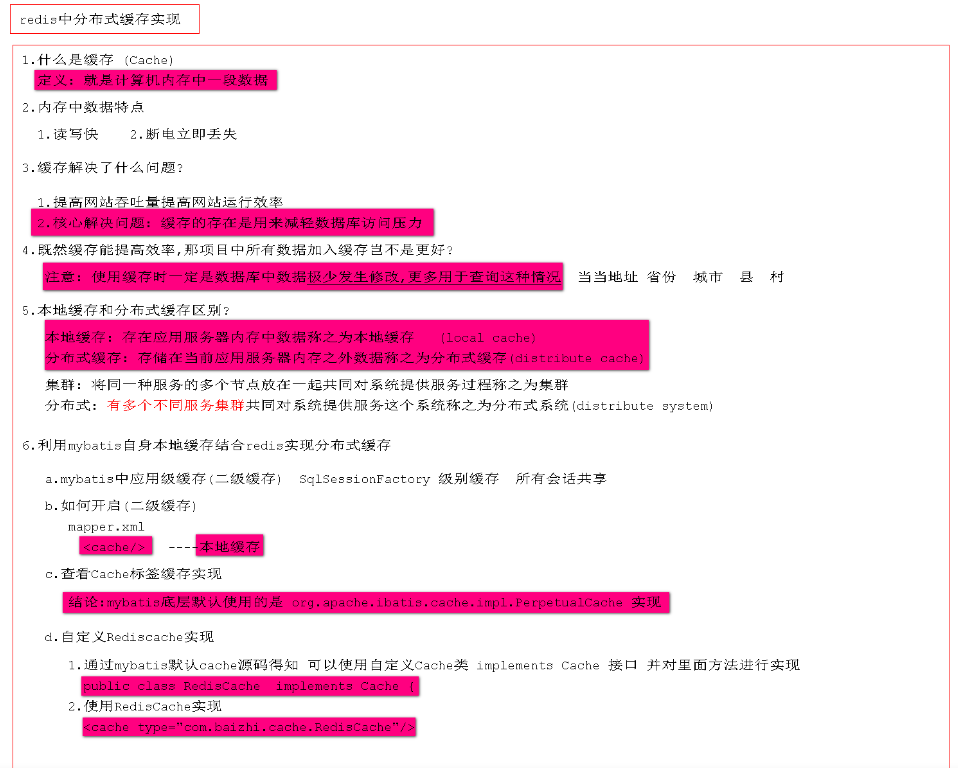 redis中分布式缓存实现
1.什么是缓存 (Cache)
定义: 就是计算机内存中一段数据
2.内存中数据特点
1.读写快 2.断电立即丢失
3.缓存解决了什么问题?
1.提高网站吞吐量提高网站运行效率
2.核心解决问题: 缓存的存在是用来减轻数据库访问压力
4.既然缓存能提高效率,那项目中所有数据加入缓存岂不是更好?
注意: 使用缓存时一定是数据库中数据极少发生修改,更多用于查询这种情况 当当地址 省份 城市 县 村
5.本地缓存和分布式缓存区别?
本地缓存: 存在应用服务器内存中数据称之为本地缓存 (local cache)
分布式缓存: 存储在当前应用服务器内存之外数据称之为分布式缓存(distribute cache)
集群: 将同一种服务的多个节点放在一起共同对系统提供服务过程称之为集群
分布式: 有多个不同服务集群共同对系统提供服务这个系统称之为分布式系统(distribute system)
6.利用mybatis自身本地缓存结合redis实现分布式缓存
a.mybatis中应用级缓存(二级缓存) SqlSessionFactory 级别缓存 所有会话共享
b.如何开启(二级缓存)
mapper.xml
<cache/> ----本地缓存
c.查看Cache标签缓存实现
结论:mybatis底层默认使用的是 org.apache.ibatis.cache.impl.PerpetualCache 实现
d.自定义Rediscache实现
1.通过mybatis默认cache源码得知 可以使用自定义Cache类 implements Cache 接口 并对里面方法进行实现
public class RedisCache implements Cache {
2.使用RedisCache实现
<cache type="com.baizhi.cache.RedisCache"/>